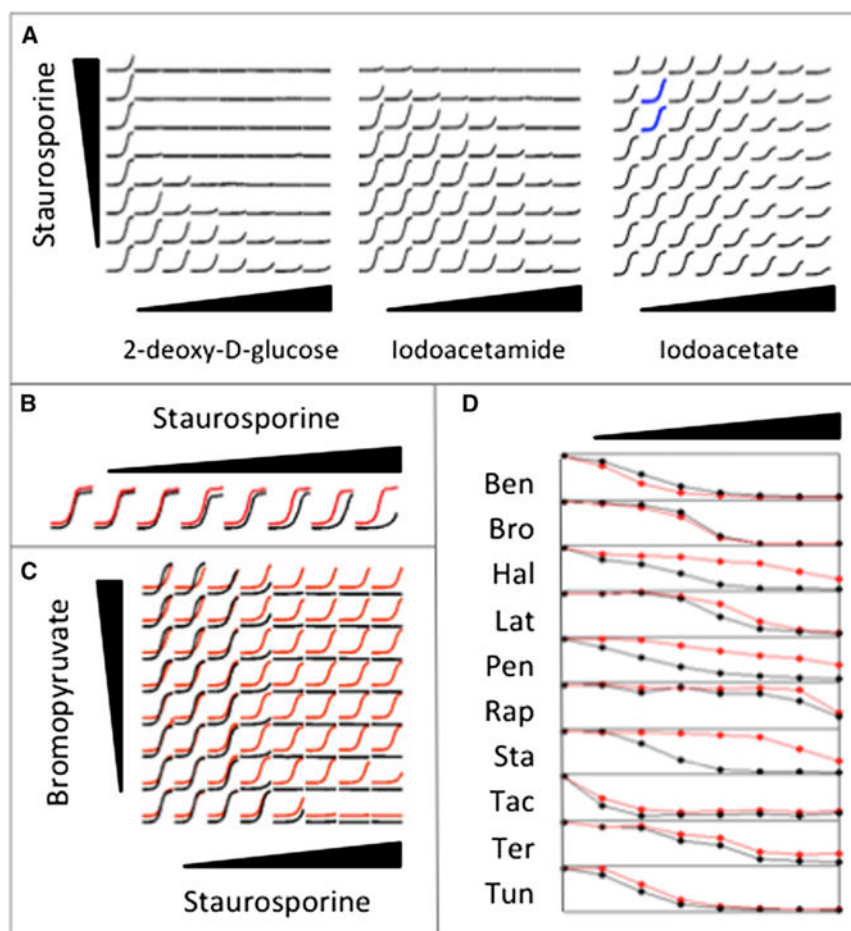 A
Staurosporine
2-deoxy-D-glucose
Iodoacetamide
Iodoacetate
B
Staurosporine
C
Bromopyruvate
Staurosporine
D
Ben
Bro
Hal
Lat
Pen
Rap
Sta
Tac
Ter
Tun